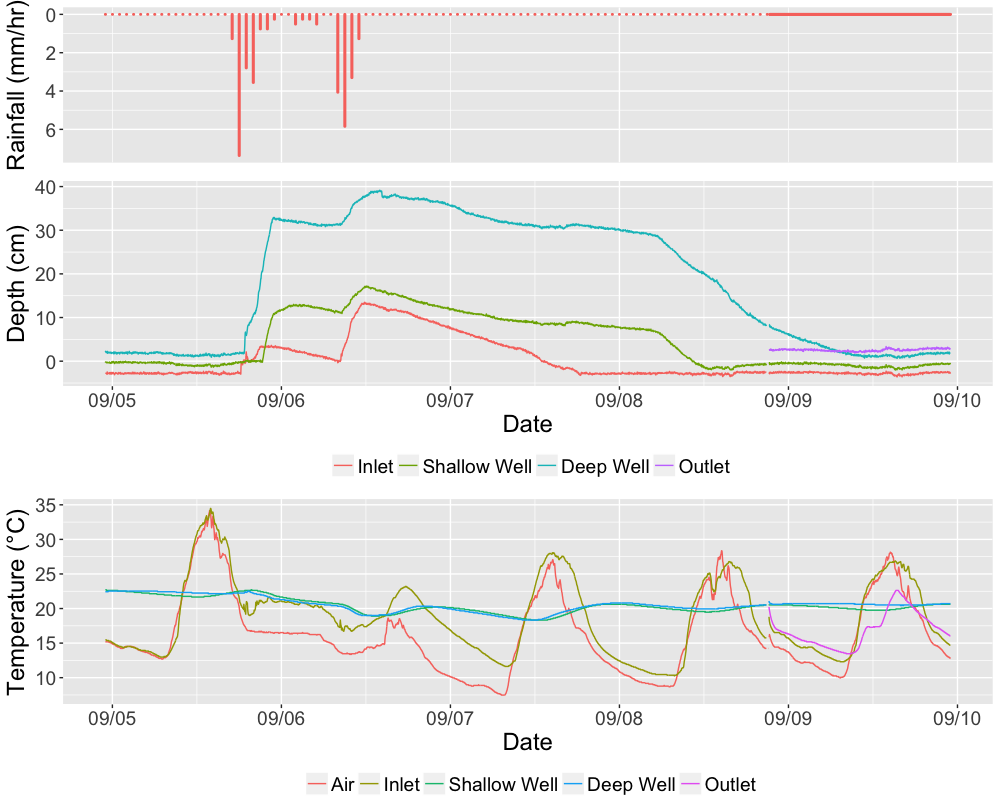 Rainfall (mm/hr)
0
2
4
6
Depth (cm)
40
30
20
10
0
09/05 09/06 09/07 09/08 09/09 09/10
Date
Inlet Shallow Well Deep Well Outlet
Temperature (°C)
35
30
25
20
15
10
09/05 09/06 09/07 09/08 09/09 09/10
Date
Air Inlet Shallow Well Deep Well Outlet